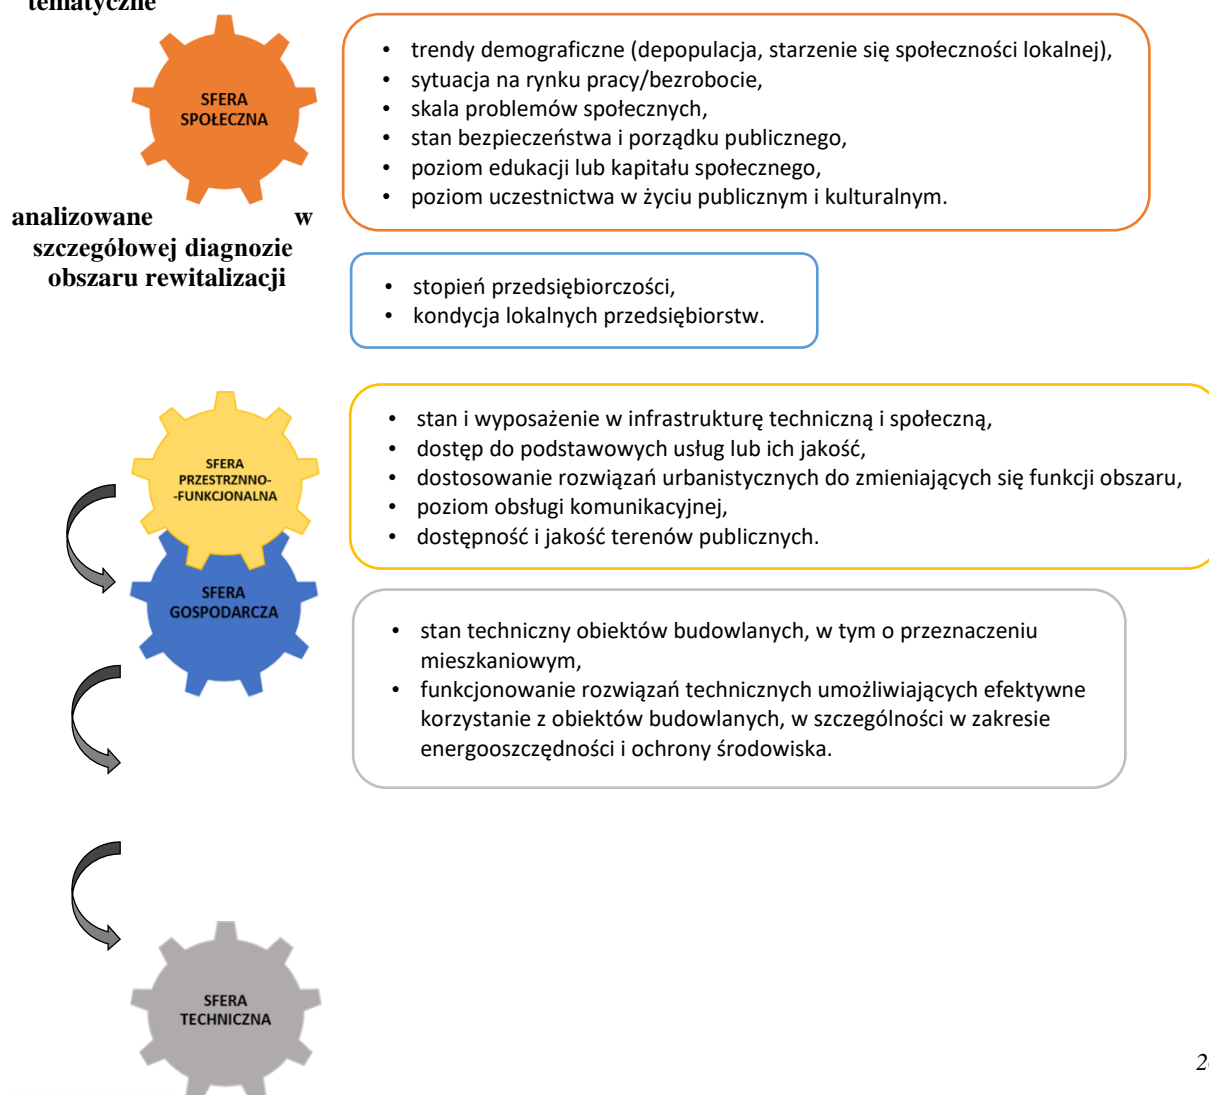 tematyczne
SFERA
SPOŁECZNA
• trendy demograficzne (depopulacja, starzenie się społeczności lokalnej),
• sytuacja na rynku pracy/bezrobocie,
• skala problemów społecznych,
• stan bezpieczeństwa i porządku publicznego,
• poziom edukacji lub kapitału społecznego,
• poziom uczestnictwa w życiu publicznym i kulturalnym.
analizowane w
szczegółowej diagnozie
obszaru rewitalizacji
• stopień przedsiębiorczości,
• kondycja lokalnych przedsiębiorstw.
SFERA
PRZESTRZNNO-
-FUNKCJONALNA
• stan i wyposażenie w infrastrukturę techniczną i społeczną,
• dostęp do podstawowych usług lub ich jakość,
• dostosowanie rozwiązań urbanistycznych do zmieniających się funkcji obszaru,
• poziom obsługi komunikacyjnej,
• dostępność i jakość terenów publicznych.
SFERA
GOSPODARCZA
• stan techniczny obiektów budowlanych, w tym o przeznaczeniu
mieszkaniowym,
• funkcjonowanie rozwiązań technicznych umożliwiających efektywne
korzystanie z obiektów budowlanych, w szczególności w zakresie
energooszczędności i ochrony środowiska.
SFERA
TECHNICZNA